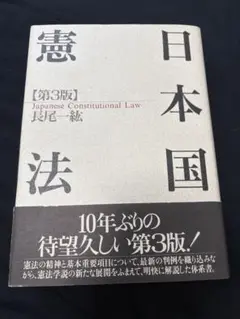 日本国
憲法
【第3版】
Japanese Constitutional Law
長尾一紘
10年ぶりの
待望久しい第3版!
憲法の精神と基本重要項目について、最新の判例を織り込みな
がら、憲法学説の新たな展開をふまえて、明快に解説した体系書。